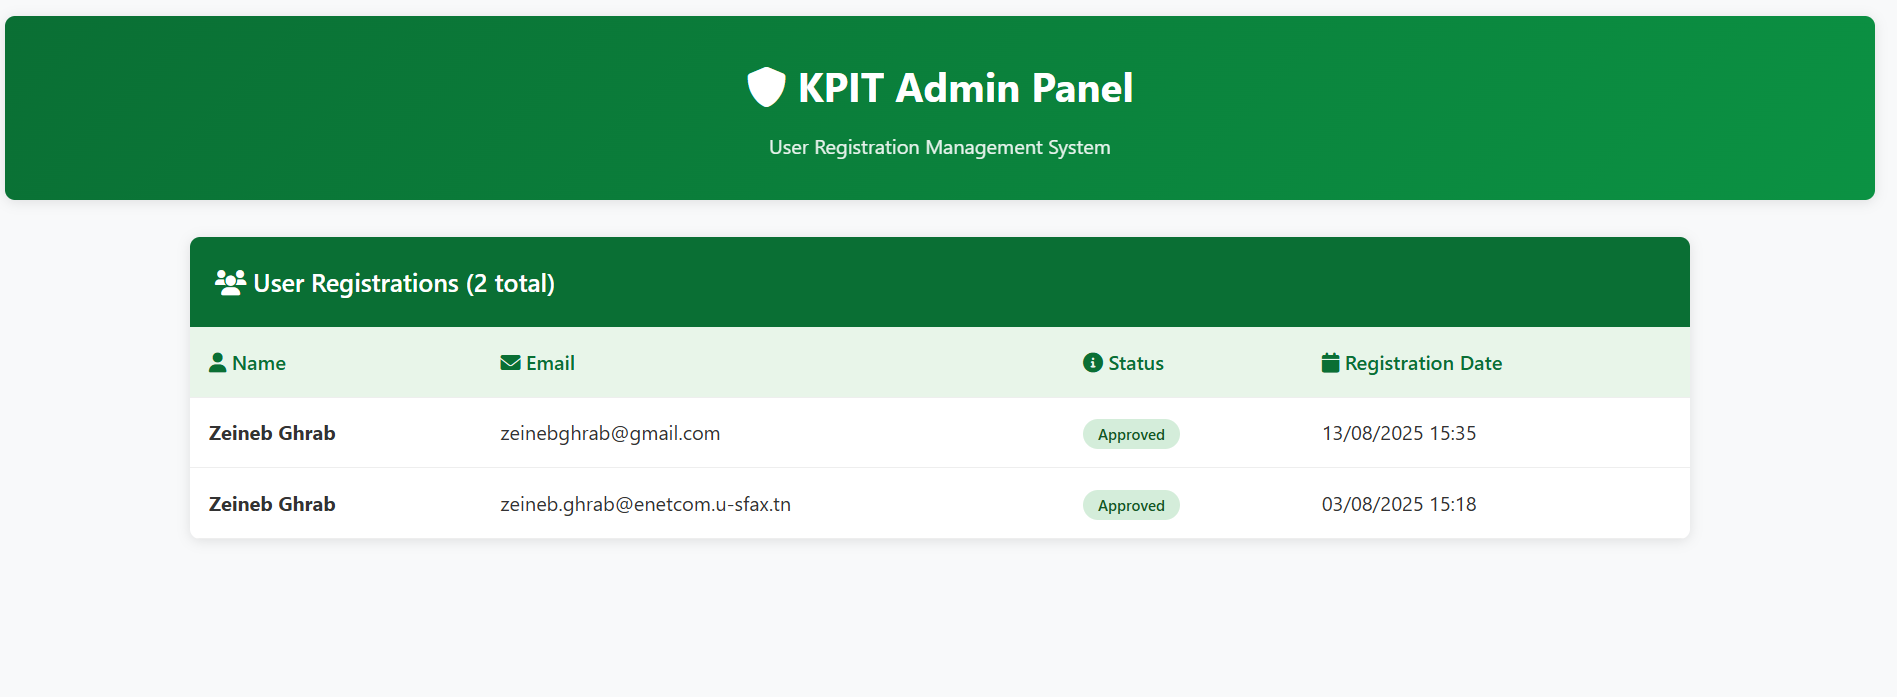 KPIT Admin Panel
User Registration Management System
User Registrations (2 total)
Name Email Status Registration Date
Zeineb Ghrab zeinebghrab@gmail.com Approved 13/08/2025 15:35
Zeineb Ghrab zeineb.ghrab@enetcom.u-sfax.tn Approved 03/08/2025 15:18